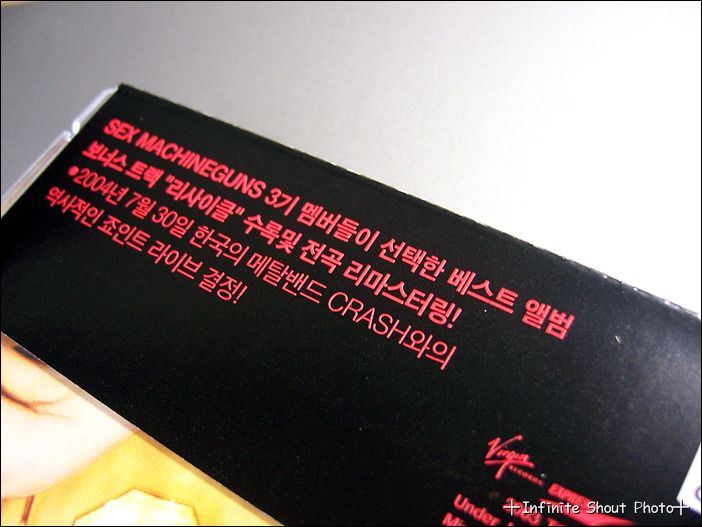 SEX MACHINEGUNS 3기 멤버들이 선택한 베스트 앨범
보너스 트랙 "리사이클" 수록및 전곡 리마스터링!
●2004년 7월 30일 한국의 메탈밴드 CRASH와의
역사적인 죠인트 라이브 결정!
Virgin
RECORDS
Under
+Infinite Shout Photo+